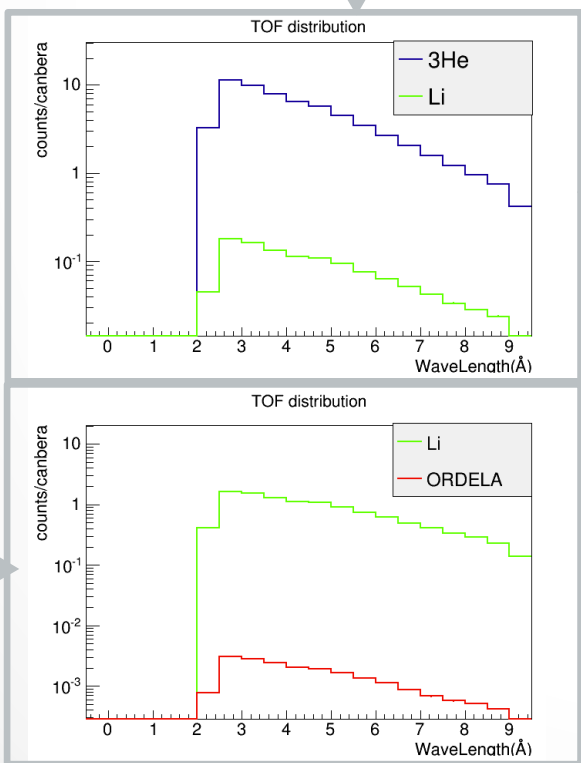 TOF distribution
counts/canbera
3He
Li
10
1
10-1
0 1 2 3 4 5 6 7 8 9
WaveLength(Å)
TOF distribution
counts/canbera
Li
ORDELA
10
1
10-1
10-2
10-3
0 1 2 3 4 5 6 7 8 9
WaveLength(Å)